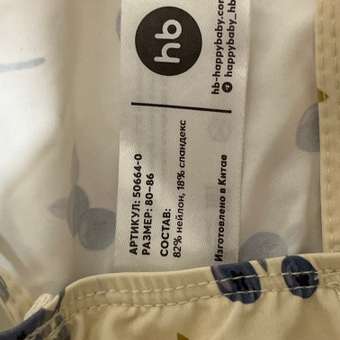 hb
hb-happybaby.com
happybaby_hb
АРТИКУЛ: 50664-0
РАЗМЕР: 80-86
СОСТАВ:
82% нейлон, 18% спандекс
Изготовлено в Китае